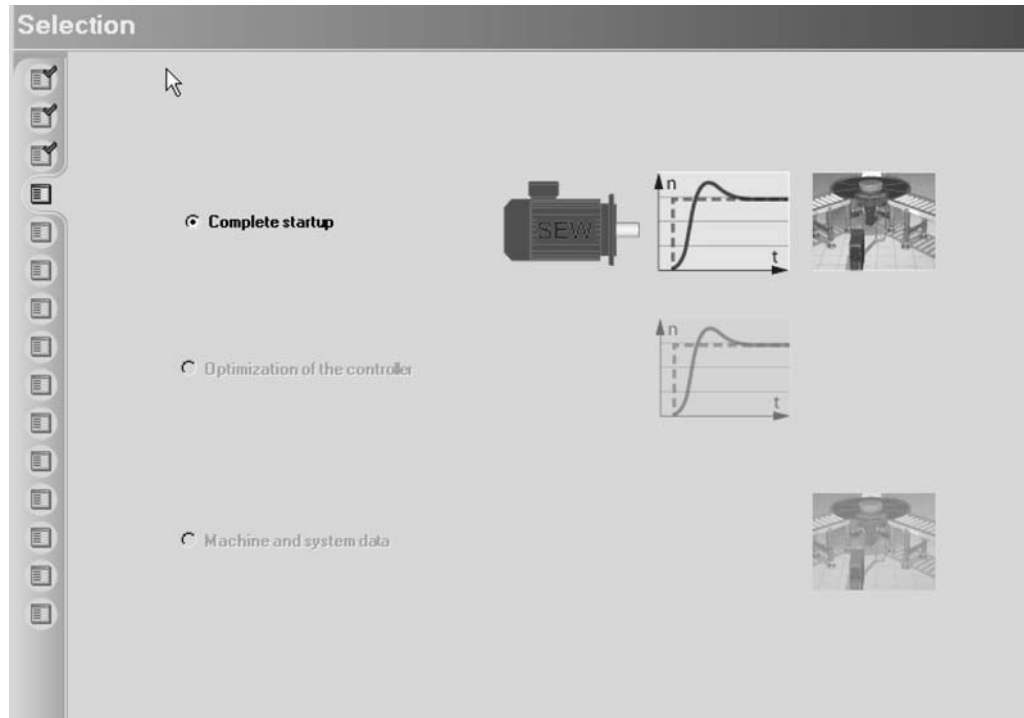 Selection
Complete startup
SEW
n
t
Optimization of the controller
n
t
Machine and system data